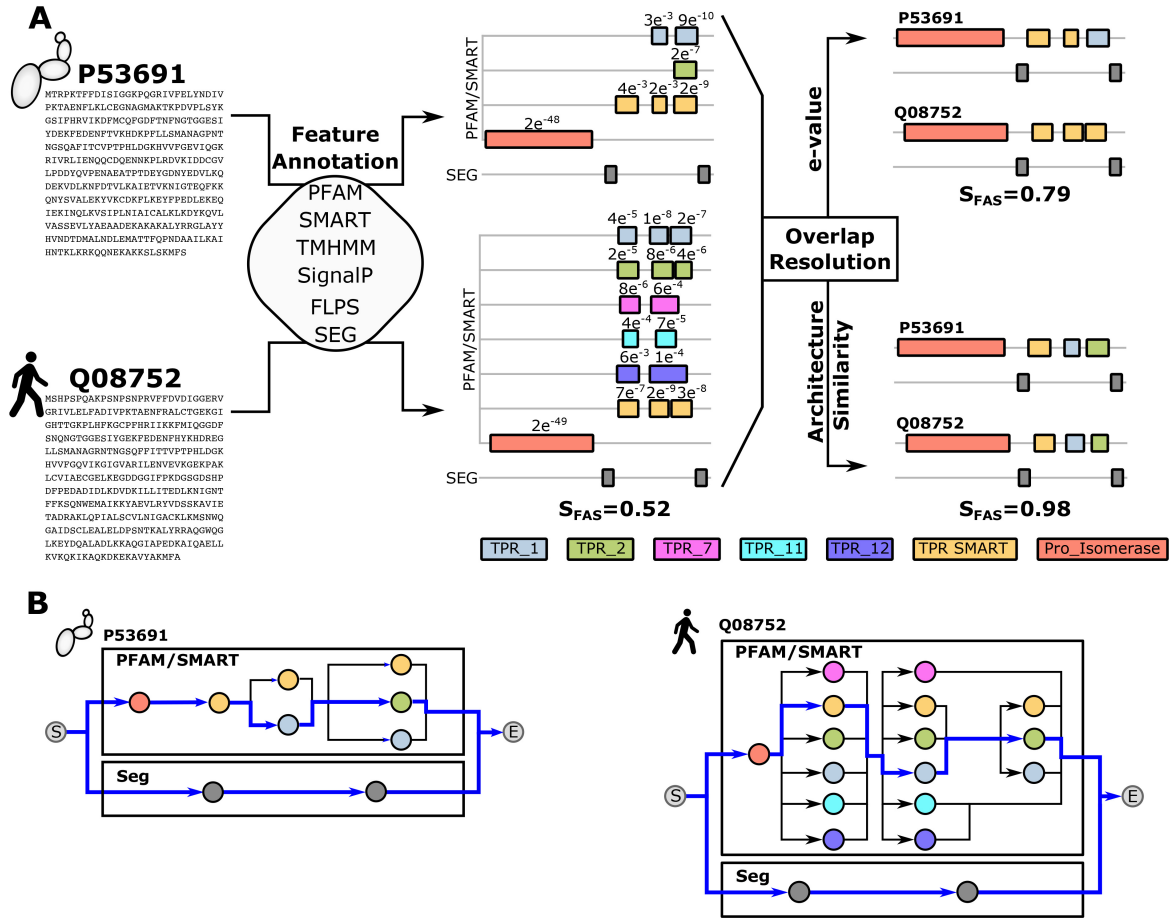 A
P53691
MTRPKTFFDISIGGKPQGRIVFELYNDIV
PKTAENFLKLCEGNAGMAKTKPDVPLSYK
GSIFHRVIKDFMCQFGDFTNFNGTGGESI
YDEKFEDENFTVKHDKPFLLSMANAGPNT
NGSQAFITCVPTPHLDGKHVVFGEVIQGK
RIVRLIENQQCDQENNKPLRDVKIDDCGV
LPDDYQVPENAEATPTDEYGDNYEDVLKQ
DEKVDLKNFDTVLKAIETVKNIGTEQFKK
QNYSVALEKYVKCDKFLKEYFPEDLEKEQ
IEKINQLKVSIPLNIAICALKLKDYKQVL
VASSEVLYAEAADEKAKAKALYRRGLAYY
HVNDTDMALNDLEMATTFQPNDAAILKAI
HNTKLKRKQQNEKAKKSLSKMFS
Q08752
MSHPSPQAKPSNPSNPRVFFDVDIGGERV
GRIVLELFADIVPKTAENFRALCTGEKGI
GHTTGKPLHFKGCPFHRIIKKFMIQGGDF
SNQNGTGGESIYGEKFEDENFHYKHDREG
LLSMANAGRNTNGSQFFITTVPTPHLDGK
HVVFGQVIKGIGVARILENVEVKGEKPAK
LCVIAECGELKEGDDGGIFPKDGSGDSHP
DFPEDADIDLKDVDKILLITEDLKNIGNT
FFKSQNWEMAIKKYAEVLRYVDSSKAVIE
TADRAKLQPIALSCVLNIGACKLKMSNWQ
GAIDSCLEALELDPSNTKALYRRAQGWQG
LKEYDQALADLKKAQGIAPEDKAIQAELL
KVKQKIKAQKDKEKAVYAKMFA
Feature
Annotation
PFAM
SMART
TMHMM
SignalP
FLPS
SEG
PFAM/SMART
3e-3 9e-10
2e-7
4e-3 2e-3 2e-9
2e-48
SEG
PFAM/SMART
4e-5 1e-8 2e-7
2e-5 8e-6 4e-6
8e-6 6e-4
4e-4 7e-5
6e-3 1e-4
7e-7 2e-9 3e-8
2e-49
SEG
SFAS=0.52
Overlap
Resolution
e-value
P53691
Q08752
SFAS=0.79
Architecture
Similarity
P53691
Q08752
SFAS=0.98
TPR_1 TPR_2 TPR_7 TPR_11 TPR_12 TPR SMART Pro_Isomerase
B
P53691
PFAM/SMART
S
E
Seg
Q08752
PFAM/SMART
S
E
Seg